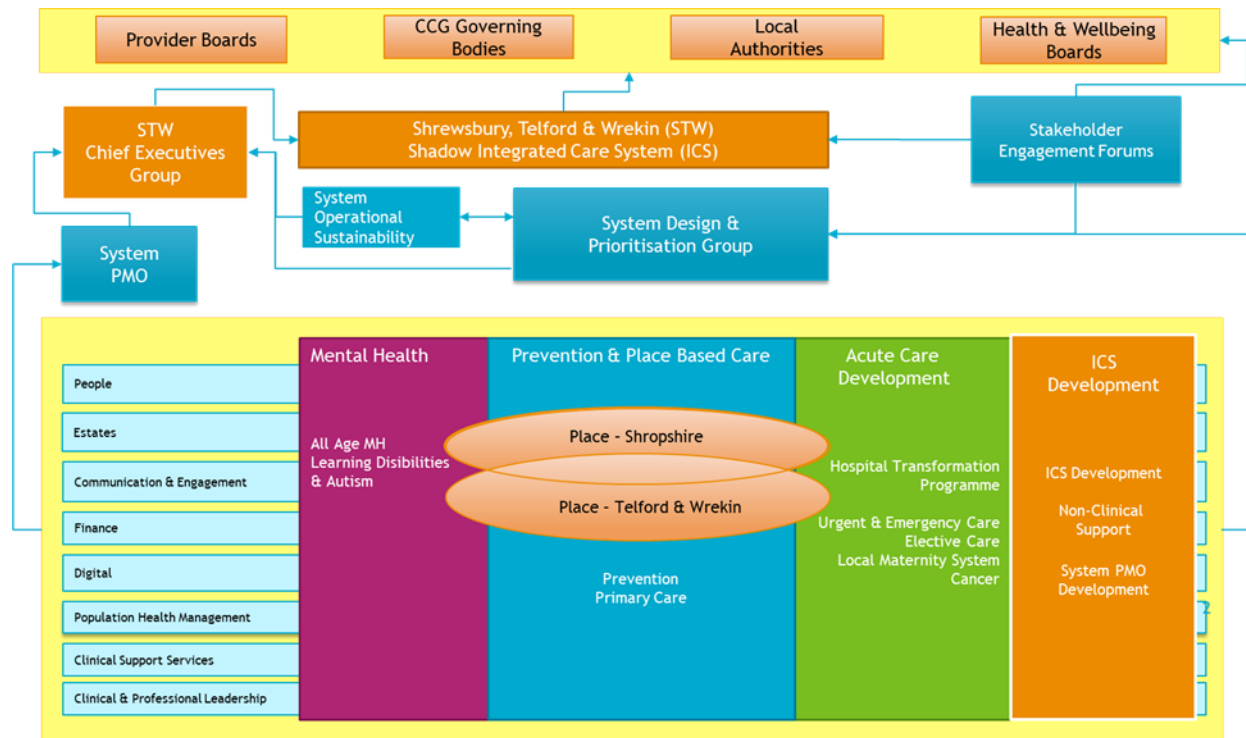 Provider Boards
CCG Governing
Bodies
Local
Authorities
Health & Wellbeing
Boards
STW
Chief Executives
Group
Shrewsbury, Telford & Wrekin (STW)
Shadow Integrated Care System (ICS)
Stakeholder
Engagement Forums
System
Operational
Sustainability
System Design &
Prioritisation Group
System
PMO
People
Estates
Communication & Engagement
Finance
Digital
Population Health Management
Clinical Support Services
Clinical & Professional Leadership
Mental Health
All Age MH
Learning Disibilities
& Autism
Prevention & Place Based Care
Place - Shropshire
Place - Telford & Wrekin
Prevention
Primary Care
Acute Care
Development
Hospital Transformation
Programme
Urgent & Emergency Care
Elective Care
Local Maternity System
Cancer
ICS
Development
ICS Development
Non-Clinical
Support
System PMO
Development
2